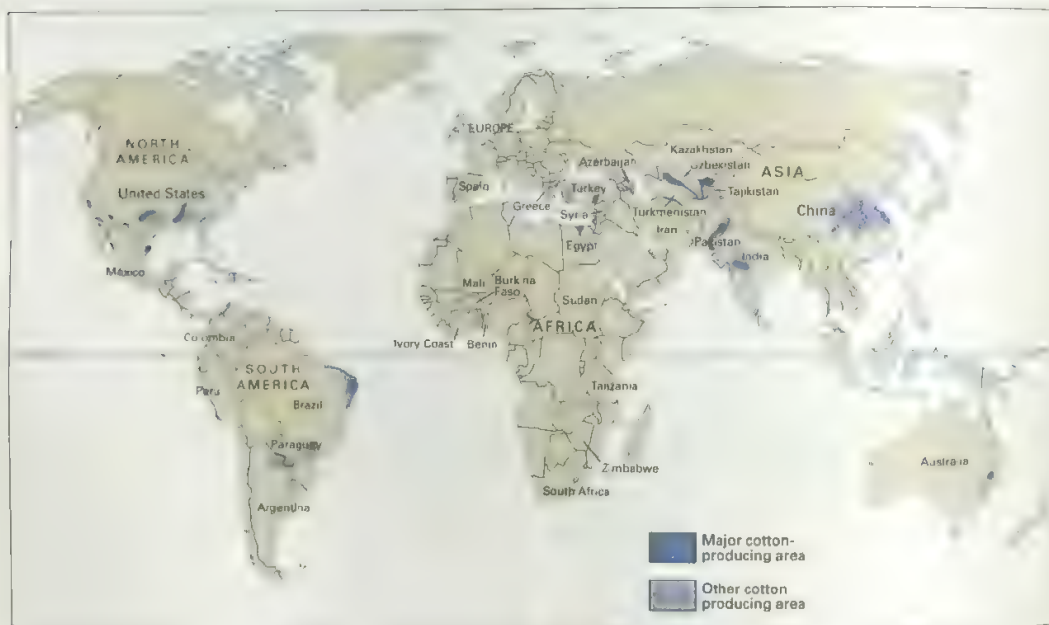 NORTH
AMERICA
United States
México
Colombia
SOUTH
AMERICA
Peru
Brazil
Paraguay
Argentina
EUROPE
Spain
Greece
Turkey
Syria
Egypt
Azerbaijan
Kazakhstan
Uzbekistan
ASIA
Tajikistan
Turkmenistan
Iran
Pakistan
India
China
Mali
Burkina
Faso
Sudan
AFRICA
Ivory Coast
Benin
Tanzania
Zimbabwe
South Africa
Australia
Major cotton-
producing area
Other cotton
producing area